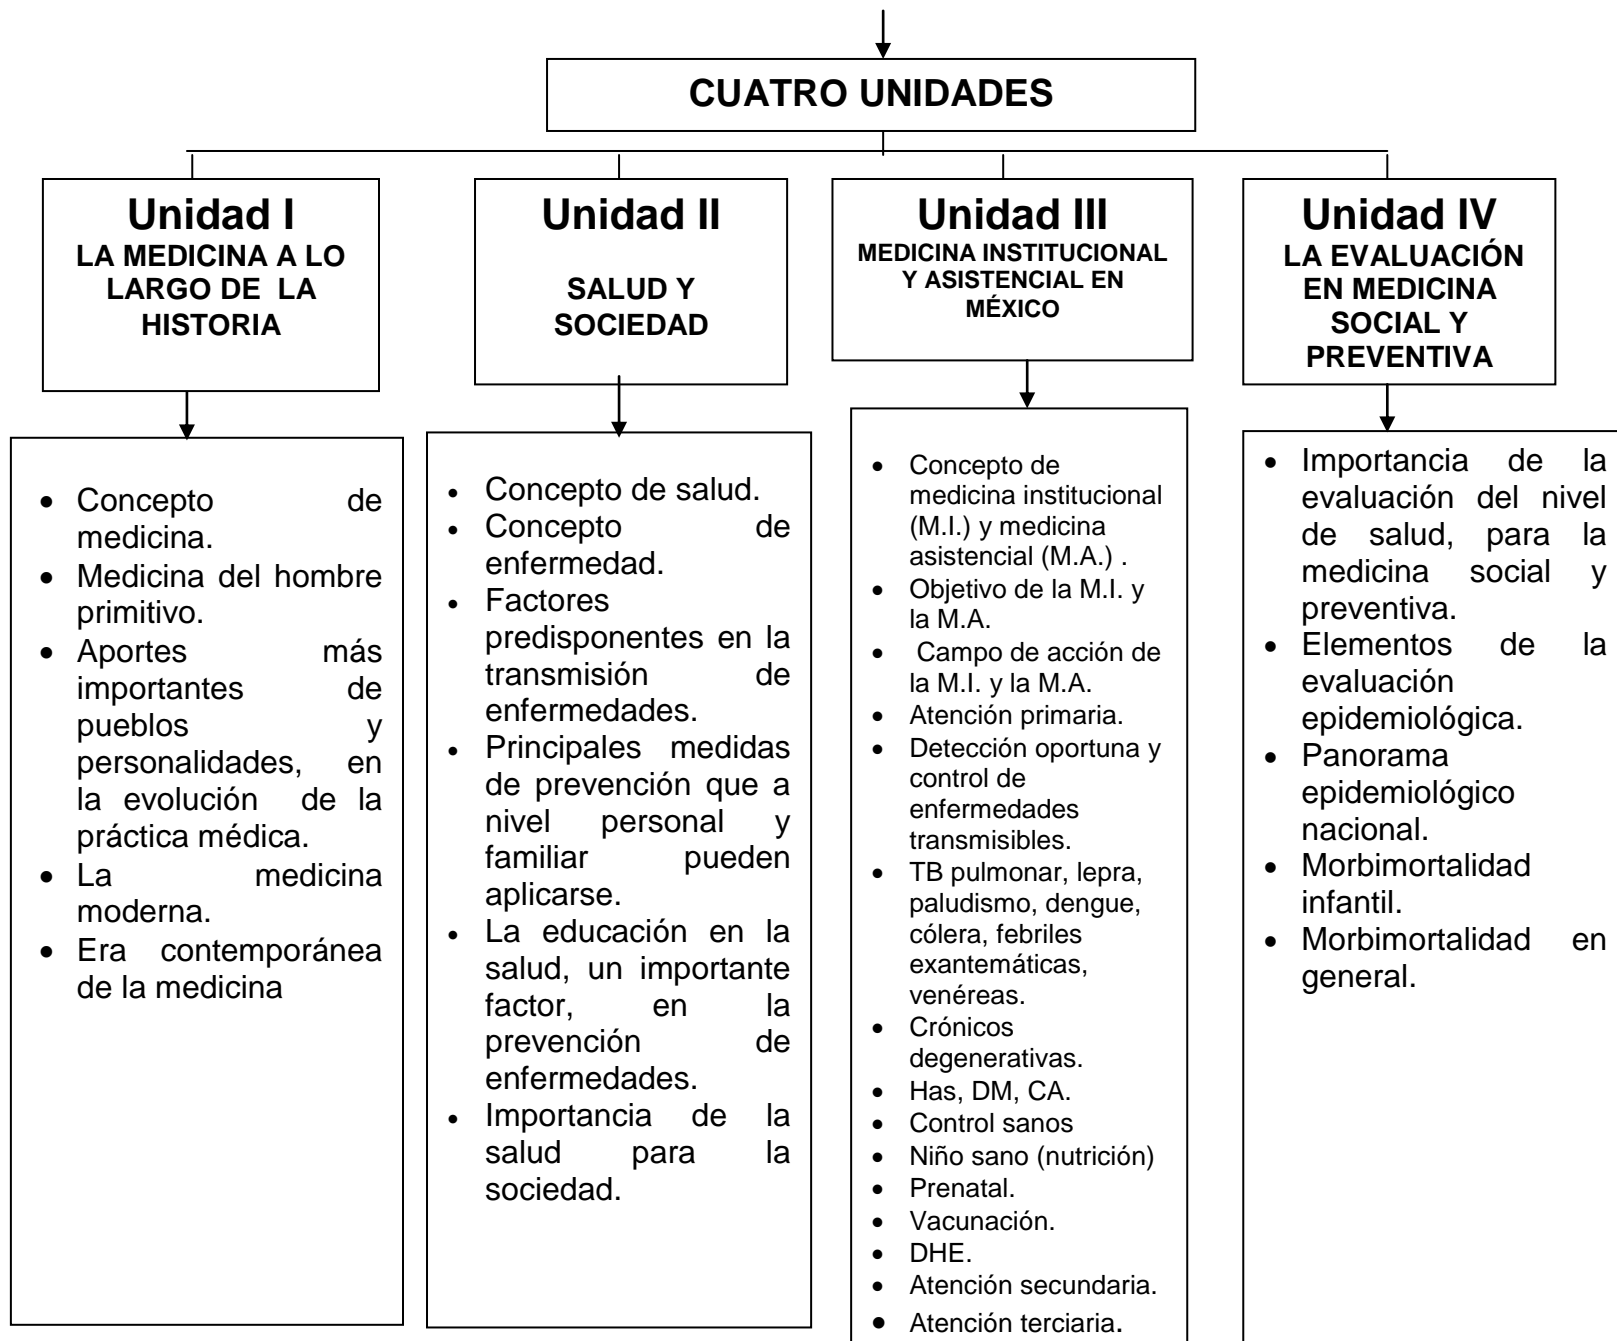 CUATRO UNIDADES
Unidad I
LA MEDICINA A LO
LARGO DE LA
HISTORIA
Unidad II
SALUD Y
SOCIEDAD
Unidad III
MEDICINA INSTITUCIONAL
Y ASISTENCIAL EN
MÉXICO
Unidad IV
LA EVALUACIÓN
EN MEDICINA
SOCIAL Y
PREVENTIVA
• Concepto de
medicina.
• Medicina del hombre
primitivo.
• Aportes más
importantes de
pueblos y
personalidades, en
la evolución de la
práctica médica.
• La medicina
moderna.
• Era contemporánea
de la medicina
• Concepto de salud.
• Concepto de
enfermedad.
• Factores
predisponentes en la
transmisión de
enfermedades.
• Principales medidas
de prevención que a
nivel personal y
familiar pueden
aplicarse.
• La educación en la
salud, un importante
factor, en la
prevención de
enfermedades.
• Importancia de la
salud para la
sociedad.
• Concepto de
medicina institucional
(M.I.) y medicina
asistencial (M.A.) .
• Objetivo de la M.I. y
la M.A.
• Campo de acción de
la M.I. y la M.A.
• Atención primaria.
• Detección oportuna y
control de
enfermedades
transmisibles.
• TB pulmonar, lepra,
paludismo, dengue,
cólera, febriles
exantemáticas,
venéreas.
• Crónicos
degenerativas.
• Has, DM, CA.
• Control sanos
• Niño sano (nutrición)
• Prenatal.
• Vacunación.
• DHE.
• Atención secundaria.
• Atención terciaria.
• Importancia de la
evaluación del nivel
de salud, para la
medicina social y
preventiva.
• Elementos de la
evaluación
epidemiológica.
• Panorama
epidemiológico
nacional.
• Morbimortalidad
infantil.
• Morbimortalidad en
general.